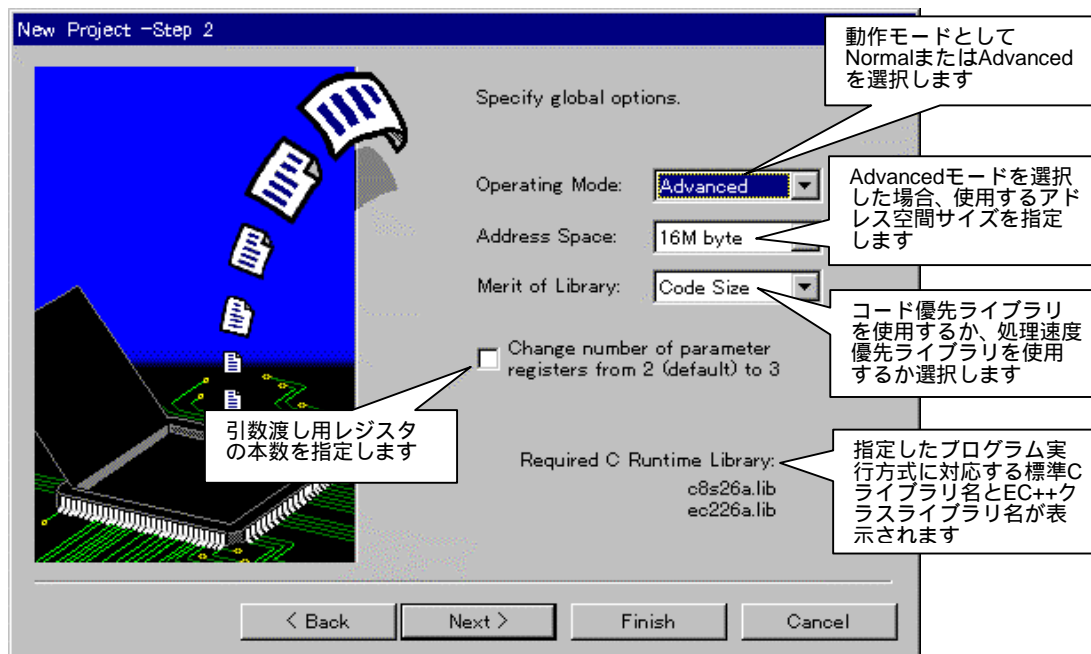 New Project -Step 2
動作モードとして
NormalまたはAdvanced
を選択します
Specify global options.
Operating Mode:
Advanced
Advancedモードを選択
した場合、使用するアド
レス空間サイズを指定
します
Address Space:
16M byte
Merit of Library:
Code Size
コード優先ライブラリ
を使用するか、処理速度
優先ライブラリを使用
するか選択します
Change number of parameter
registers from 2 (default) to 3
引数渡し用レジスタ
の本数を指定します
Required C Runtime Library:
c8s26a.lib
ec226a.lib
指定したプログラム実
行方式に対応する標準C
ライブラリ名とEC++ク
ラスライブラリ名が表
示されます
< Back
Next >
Finish
Cancel